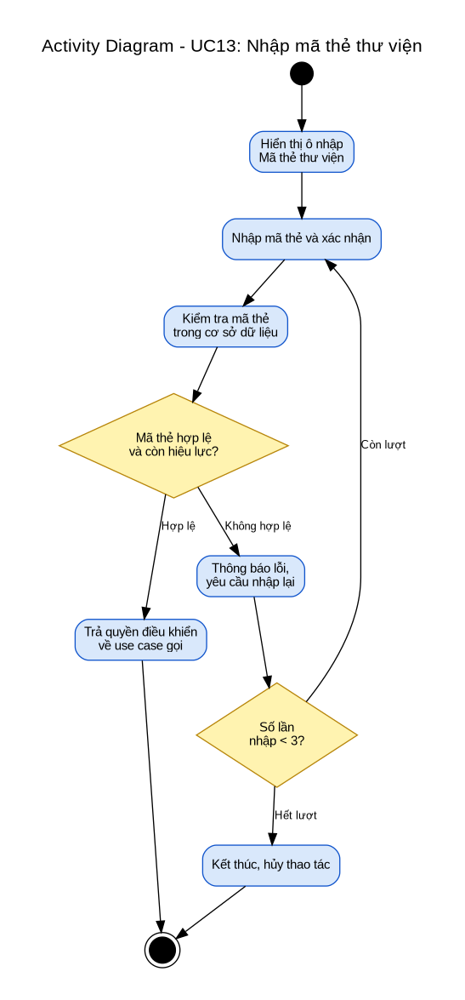 Activity Diagram - UC13: Nhập mã thẻ thư viện
Hiển thị ô nhập
Mã thẻ thư viện
Nhập mã thẻ và xác nhận
Kiểm tra mã thẻ
trong cơ sở dữ liệu
Mã thẻ hợp lệ
và còn hiệu lực?
Còn lượt
Hợp lệ
Không hợp lệ
Thông báo lỗi,
yêu cầu nhập lại
Trả quyền điều khiển
về use case gọi
Số lần
nhập < 3?
Hết lượt
Kết thúc, hủy thao tác